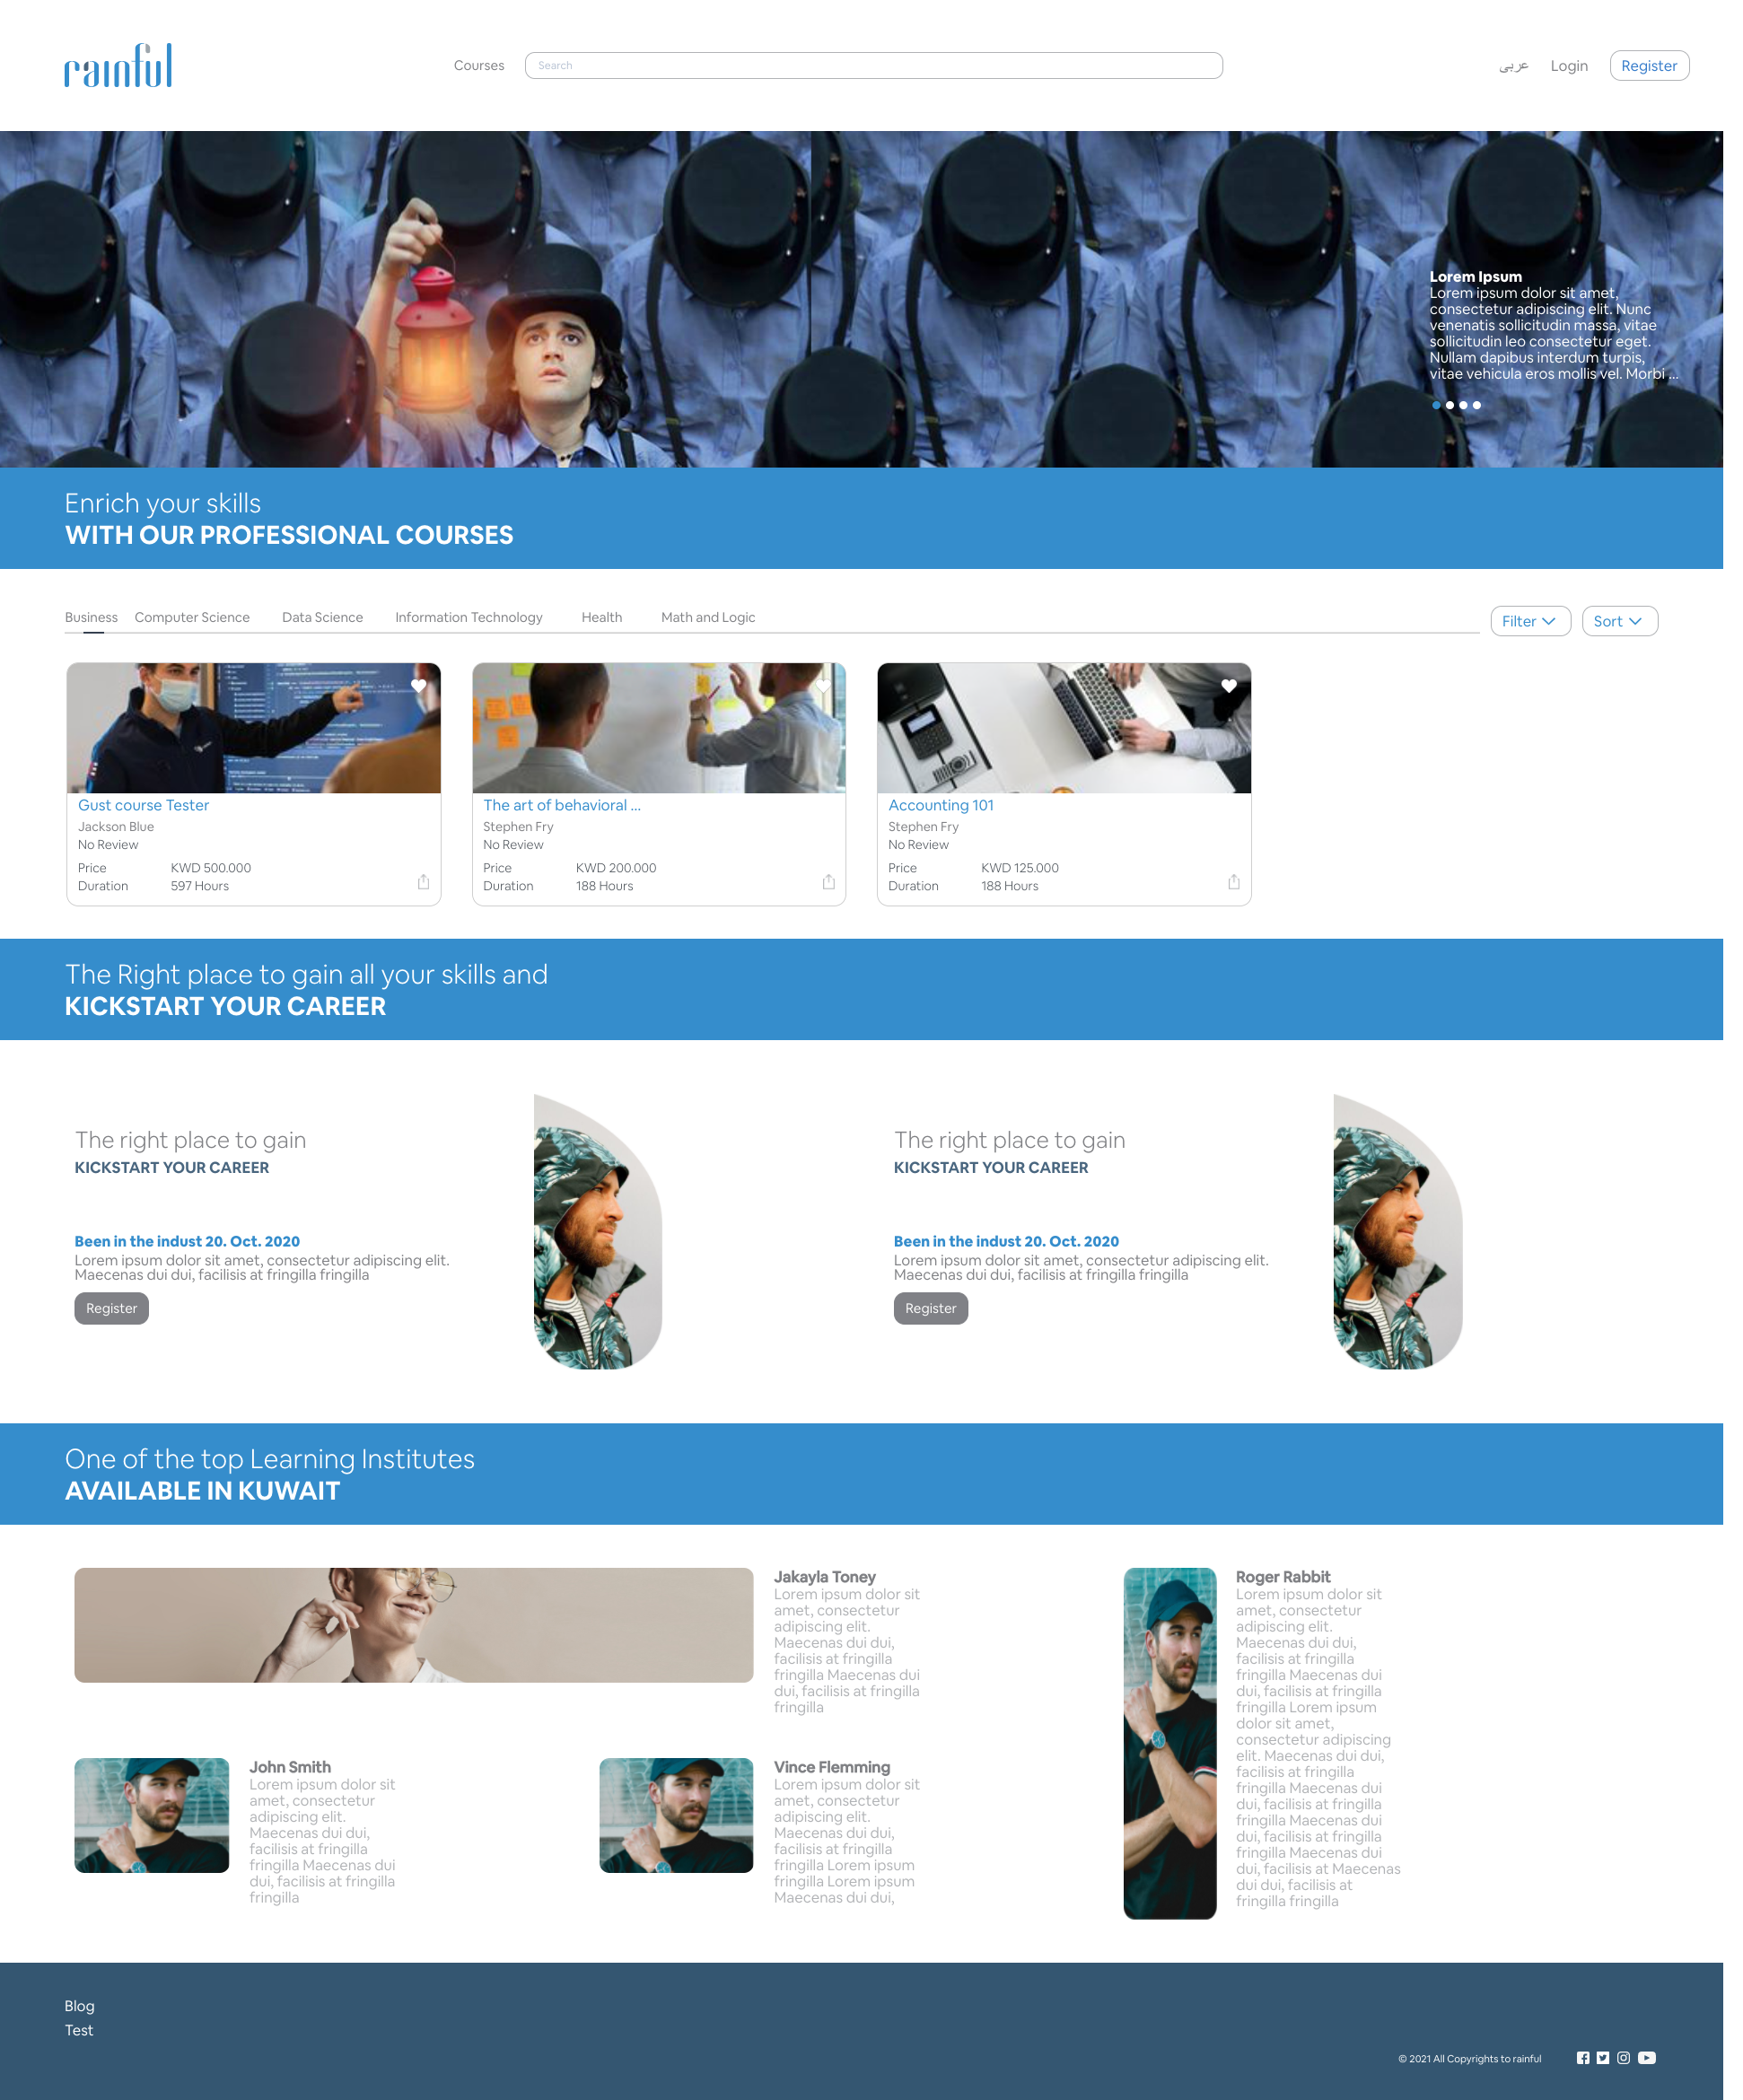 rainful
Courses
Search
عربى
Login
Register
Lorem Ipsum
Lorem ipsum dolor sit amet,
consectetur adipiscing elit. Nunc
venenatis sollicitudin massa, vitae
sollicitudin leo consectetur eget.
Nullam dapibus interdum turpis,
vitae vehicula eros mollis vel. Morbi ...
Enrich your skills
WITH OUR PROFESSIONAL COURSES
Business
Computer Science
Data Science
Information Technology
Health
Math and Logic
Filter
Sort
Gust course Tester
Jackson Blue
No Review
Price KWD 500.000
Duration 597 Hours
The art of behavioral ...
Stephen Fry
No Review
Price KWD 200.000
Duration 188 Hours
Accounting 101
Stephen Fry
No Review
Price KWD 125.000
Duration 188 Hours
The Right place to gain all your skills and
KICKSTART YOUR CAREER
The right place to gain
KICKSTART YOUR CAREER
Been in the indust 20. Oct. 2020
Lorem ipsum dolor sit amet, consectetur adipiscing elit.
Maecenas dui dui, facilisis at fringilla fringilla
Register
The right place to gain
KICKSTART YOUR CAREER
Been in the indust 20. Oct. 2020
Lorem ipsum dolor sit amet, consectetur adipiscing elit.
Maecenas dui dui, facilisis at fringilla fringilla
Register
One of the top Learning Institutes
AVAILABLE IN KUWAIT
Jakayla Toney
Lorem ipsum dolor sit
amet, consectetur
adipiscing elit.
Maecenas dui dui,
facilisis at fringilla
fringilla Maecenas dui
dui, facilisis at fringilla
fringilla
John Smith
Lorem ipsum dolor sit
amet, consectetur
adipiscing elit.
Maecenas dui dui,
facilisis at fringilla
fringilla Maecenas dui
dui, facilisis at fringilla
fringilla
Vince Flemming
Lorem ipsum dolor sit
amet, consectetur
adipiscing elit.
Maecenas dui dui,
facilisis at fringilla
fringilla Lorem ipsum
fringilla Lorem ipsum
Maecenas dui dui,
Roger Rabbit
Lorem ipsum dolor sit
amet, consectetur
adipiscing elit.
Maecenas dui dui,
facilisis at fringilla
fringilla Maecenas dui
dui, facilisis at fringilla
fringilla Lorem ipsum
dolor sit amet,
consectetur adipiscing
elit. Maecenas dui dui,
facilisis at fringilla
fringilla Maecenas dui
dui, facilisis at fringilla
fringilla Maecenas dui
dui, facilisis at fringilla
fringilla Maecenas dui
dui, facilisis at Maecenas
dui dui, facilisis at
fringilla fringilla
Blog
Test
© 2021 All Copyrights to rainful